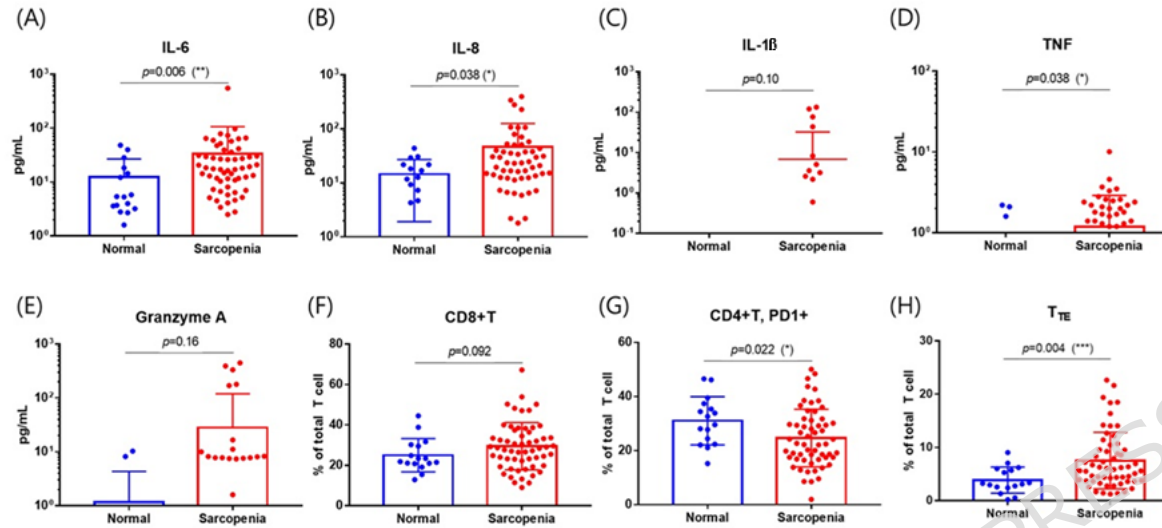 (A)
IL-6
p=0.006 (**)
pg/mL
10³
10²
10¹
10⁰
Normal Sarcopenia
(B)
IL-8
p=0.038 (*)
pg/mL
10³
10²
10¹
10⁰
Normal Sarcopenia
(C)
IL-1ß
p=0.10
pg/mL
10³
10²
10¹
10⁰
10⁻¹
Normal Sarcopenia
(D)
TNF
p=0.038 (*)
pg/mL
10²
10¹
10⁰
Normal Sarcopenia
(E)
Granzyme A
p=0.16
pg/mL
10³
10²
10¹
10⁰
Normal Sarcopenia
(F)
CD8+T
p=0.092
% of total T cell
80
60
40
20
0
Normal Sarcopenia
(G)
CD4+T, PD1+
p=0.022 (*)
% of total T cell
60
40
20
0
Normal Sarcopenia
(H)
T_TE
p=0.004 (***)
% of total T cell
30
20
10
0
Normal Sarcopenia
PRESS